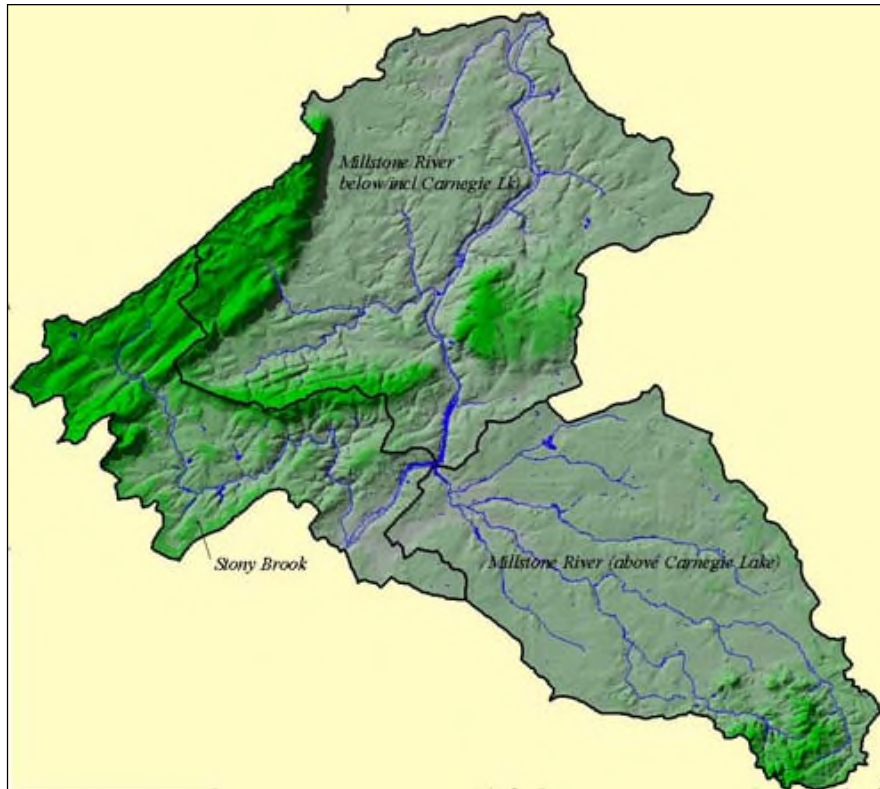 Millstone River
below/incl Carnegie Lk)
Stony Brook
Millstone River (above Carnegie Lake)